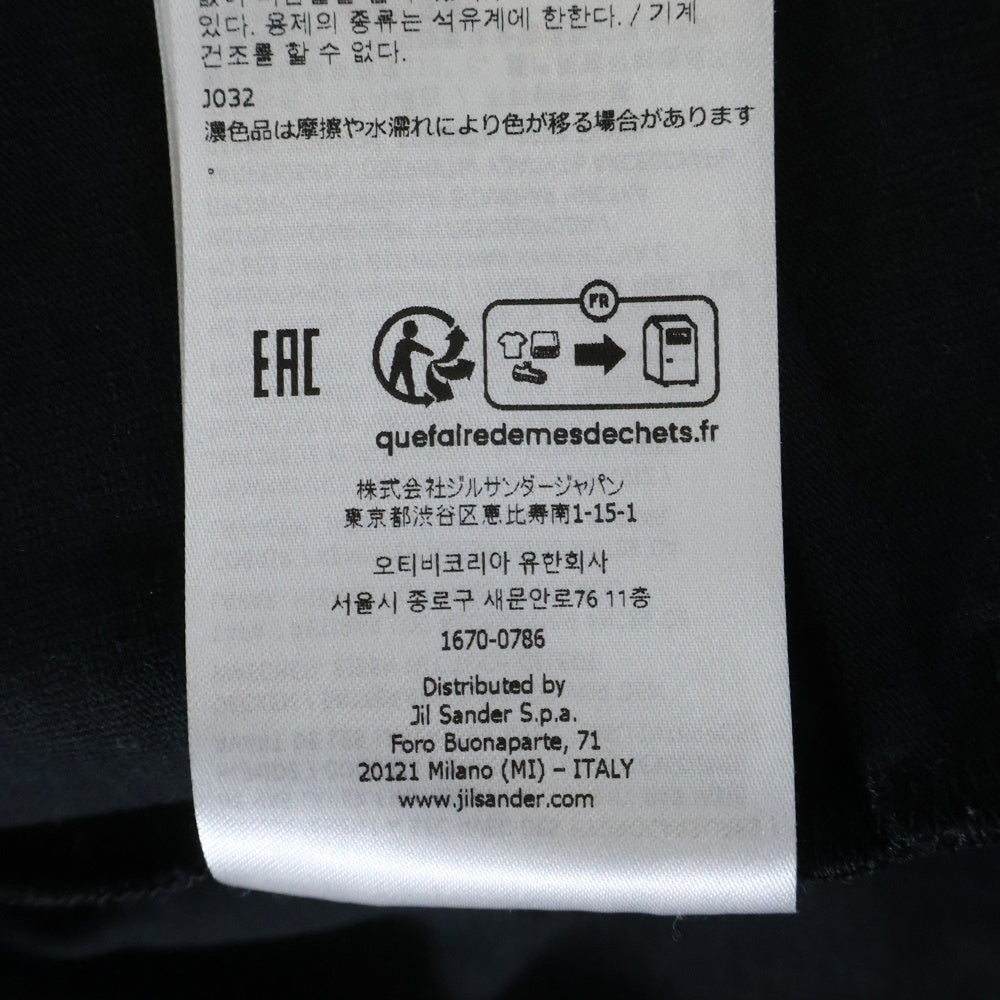 있다. 용제의 종류는 석유계에 한한다. / 기계
건조를 할 수 없다.
J032
濃色品は摩擦や水濡れにより色が移る場合があります
。
FR
EAC
quefairedemesdechets.fr
株式会社ジルサンダージャパン
東京都渋谷区恵比寿南1-15-1
오티비코리아 유한회사
서울시 종로구 새문안로76 11층
1670-0786
Distributed by
Jil Sander S.p.a.
Foro Buonaparte, 71
20121 Milano (MI) – ITALY
www.jilsander.com